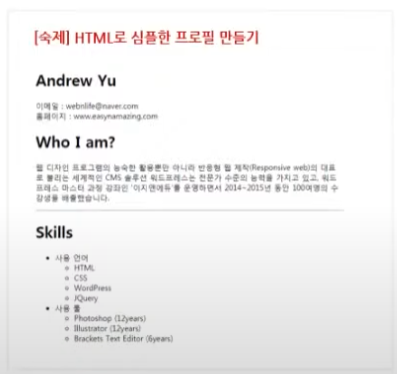 [숙제] HTML로 심플한 프로필 만들기
Andrew Yu
이메일 : webnlife@naver.com
홈페이지 : www.easynamazing.com
Who I am?
웹 디자인 프로그램의 능숙한 활용뿐만 아니라 반응형 웹 제작(Responsive web)의 대표
로 불리는 세계적인 CMS 솔루션 워드프레스는 전문가 수준의 능력을 가지고 있고, 워드
프레스 마스터 과정 강좌인 '이지앤에듀'를 운영하면서 2014~2015년 동안 100여명의 수
강생을 배출했습니다.
Skills
사용 언어
HTML
CSS
WordPress
JQuery
사용 툴
Photoshop (12years)
Illustrator (12years)
Brackets Text Editor (6years)